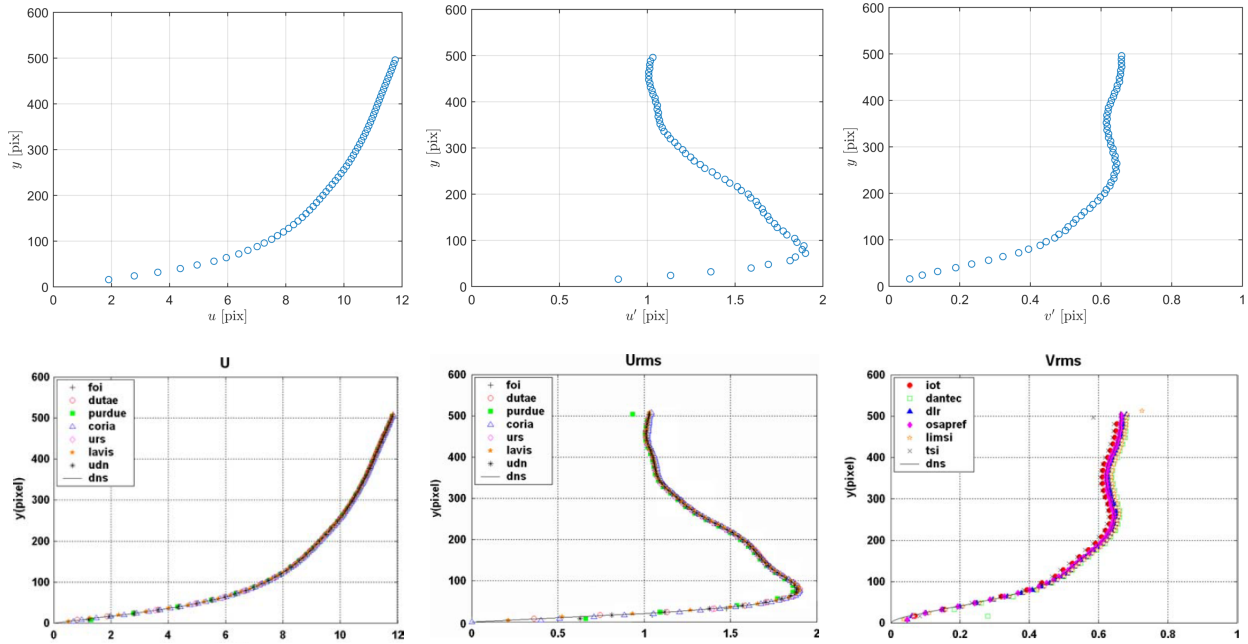 600
500
400
300
200
100
0
y [pix]
0 2 4 6 8 10 12
u [pix]
600
500
400
300
200
100
0
y [pix]
0 0.5 1 1.5 2
u′ [pix]
600
500
400
300
200
100
0
y [pix]
0 0.2 0.4 0.6 0.8 1
v′ [pix]
U
600
500
400
300
200
100
0
y(pixel)
foi
dutae
purdue
coria
urs
lavis
udn
dns
0 2 4 6 8 10 12
Urms
600
500
400
300
200
100
0
y(pixel)
foi
dutae
purdue
coria
urs
lavis
udn
dns
0 0.5 1 1.5 2
Vrms
600
500
400
300
200
100
0
y(pixel)
iot
dantec
dlr
osapref
limsi
tsi
dns
0 0.2 0.4 0.6 0.8 1